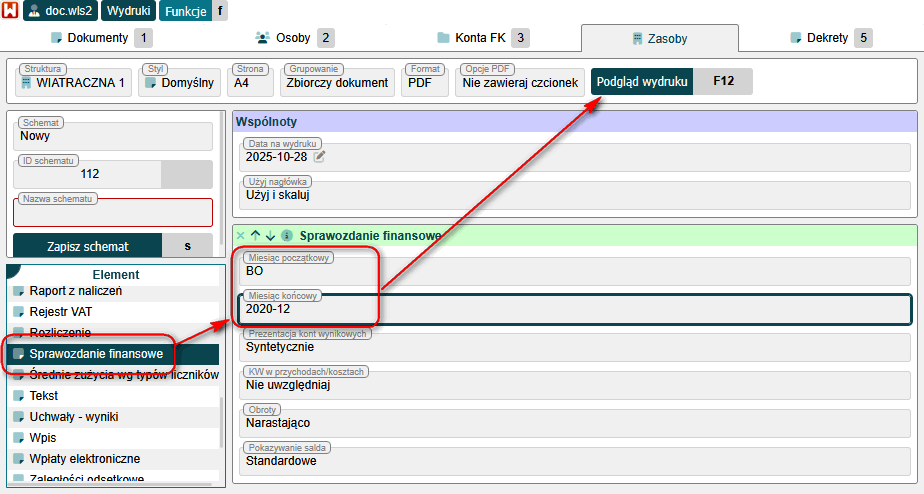 doc.wls2 Wydruki Funkcje f
Dokumenty 1 Osoby 2 Konta FK 3 Zasoby Dekrety 5
Struktura Styl Strona Grupowanie Format Opcje PDF
WIATRACZNA 1 Domyślny A4 Zbiorczy dokument PDF Nie zawieraj czcionek Podgląd wydruku F12
Schemat
Nowy
ID schematu
112
Nazwa schematu
Zapisz schemat s
Element
Raport z naliczeń
Rejestr VAT
Rozliczenie
Sprawozdanie finansowe
Średnie zużycia wg typów liczników
Tekst
Uchwały - wyniki
Wpis
Wpłaty elektroniczne
Zaległości odsetkowe
Wspólnoty
Data na wydruku
2025-10-28
Użyj nagłówka
Użyj i skaluj
Sprawozdanie finansowe
Miesiąc początkowy
BO
Miesiąc końcowy
2020-12
Prezentacja kont wynikowych
Syntetycznie
KW w przychodach/kosztach
Nie uwzględniaj
Obroty
Narastająco
Pokazywanie salda
Standardowe